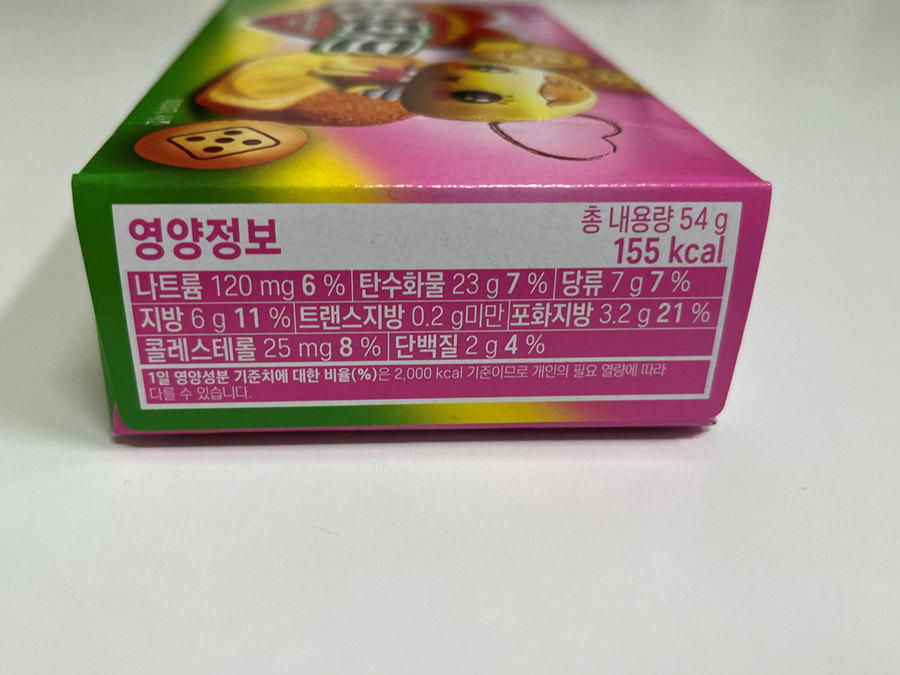 영양정보
총 내용량 54 g
155 kcal
나트륨 120 mg 6 % 탄수화물 23 g 7 % 당류 7 g 7 %
지방 6 g 11 % 트랜스지방 0.2 g미만 포화지방 3.2 g 21 %
콜레스테롤 25 mg 8 % 단백질 2 g 4 %
1일 영양성분 기준치에 대한 비율(%)은 2,000 kcal 기준이므로 개인의 필요 열량에 따라
다를 수 있습니다.